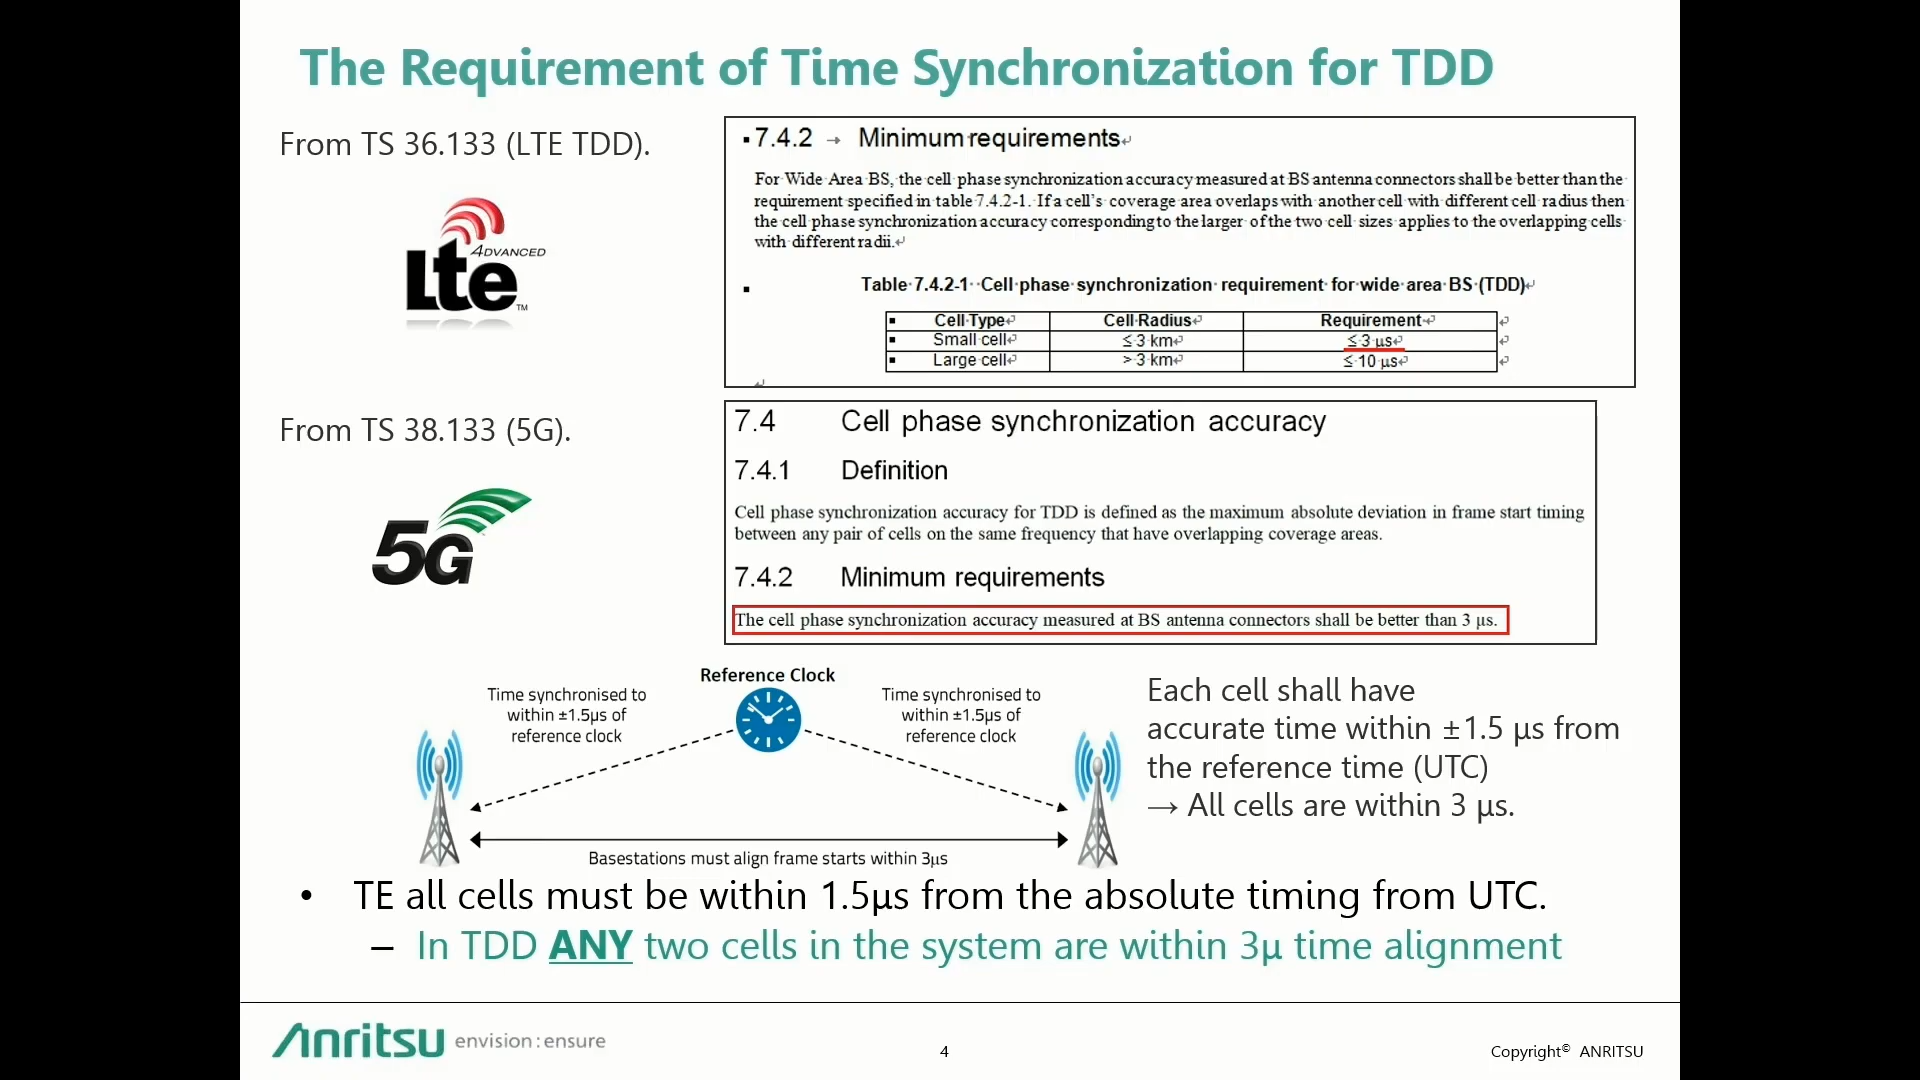 The Requirement of Time Synchronization for TDD
From TS 36.133 (LTE TDD).
4DVANCED
Lte
TM
7.4.2 → Minimum requirements
For Wide Area BS, the cell phase synchronization accuracy measured at BS antenna connectors shall be better than the
requirement specified in table 7.4.2-1. If a cell's coverage area overlaps with another cell with different cell radius then
the cell phase synchronization accuracy corresponding to the larger of the two cell sizes applies to the overlapping cells
with different radii.
Table 7.4.2-1 Cell phase synchronization requirement for wide area BS (TDD)
Cell Type Cell Radius Requirement
Small cell ≤ 3 km ≤ 3 µs
Large cell > 3 km ≤ 10 µs
From TS 38.133 (5G).
5G
7.4 Cell phase synchronization accuracy
7.4.1 Definition
Cell phase synchronization accuracy for TDD is defined as the maximum absolute deviation in frame start timing
between any pair of cells on the same frequency that have overlapping coverage areas.
7.4.2 Minimum requirements
The cell phase synchronization accuracy measured at BS antenna connectors shall be better than 3 µs.
Reference Clock
Time synchronised to
within ±1.5µs of
reference clock
Time synchronised to
within ±1.5µs of
reference clock
Basestations must align frame starts within 3µs
Each cell shall have
accurate time within ±1.5 µs from
the reference time (UTC)
→ All cells are within 3 µs.
• TE all cells must be within 1.5µs from the absolute timing from UTC.
– In TDD ANY two cells in the system are within 3µ time alignment
Anritsu envision : ensure
4
Copyright© ANRITSU